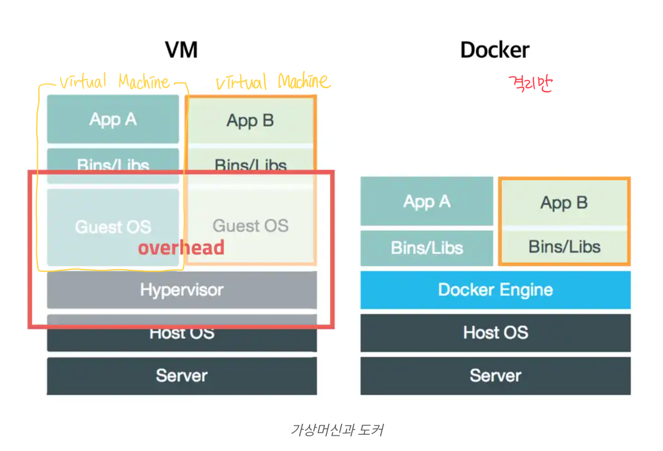 VM
Virtual Machine
Virtual Machine
App A
App B
Bins/Libs
Bins/Libs
Guest OS
Guest OS
overhead
Hypervisor
Host OS
Server
Docker
격리만
App A
App B
Bins/Libs
Bins/Libs
Docker Engine
Host OS
Server
가상머신과 도커